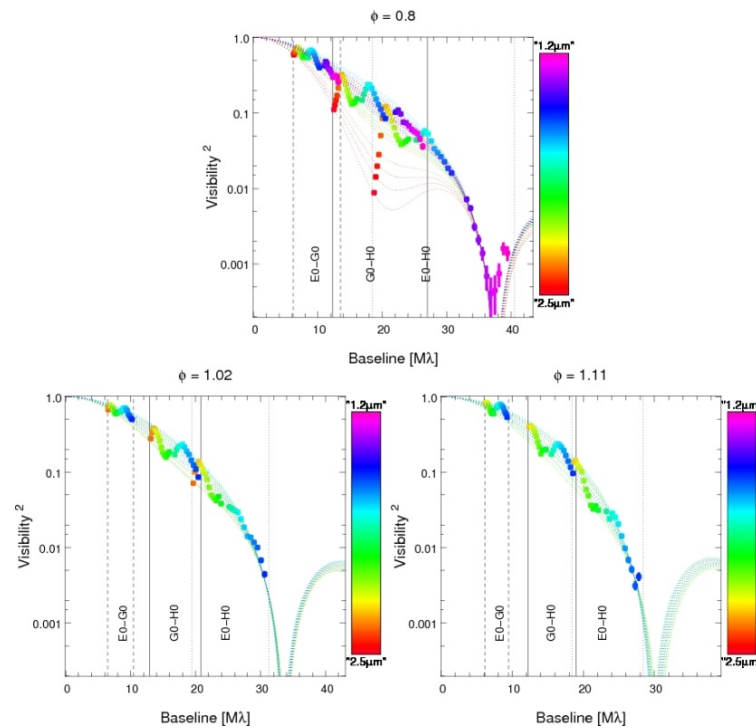 ϕ = 0.8
Visibility ²
1.0
0.1
0.01
0.001
E0−G0
G0−H0
E0−H0
0
10
20
30
40
Baseline [Mλ]
"1.2μm"
"2.5μm"
ϕ = 1.02
Visibility ²
1.0
0.1
0.01
0.001
E0−G0
G0−H0
E0−H0
0
10
20
30
40
Baseline [Mλ]
"1.2μm"
"2.5μm"
ϕ = 1.11
Visibility ²
1.0
0.1
0.01
0.001
E0−G0
G0−H0
E0−H0
0
10
20
30
Baseline [Mλ]
"1.2μm"
"2.5μm"